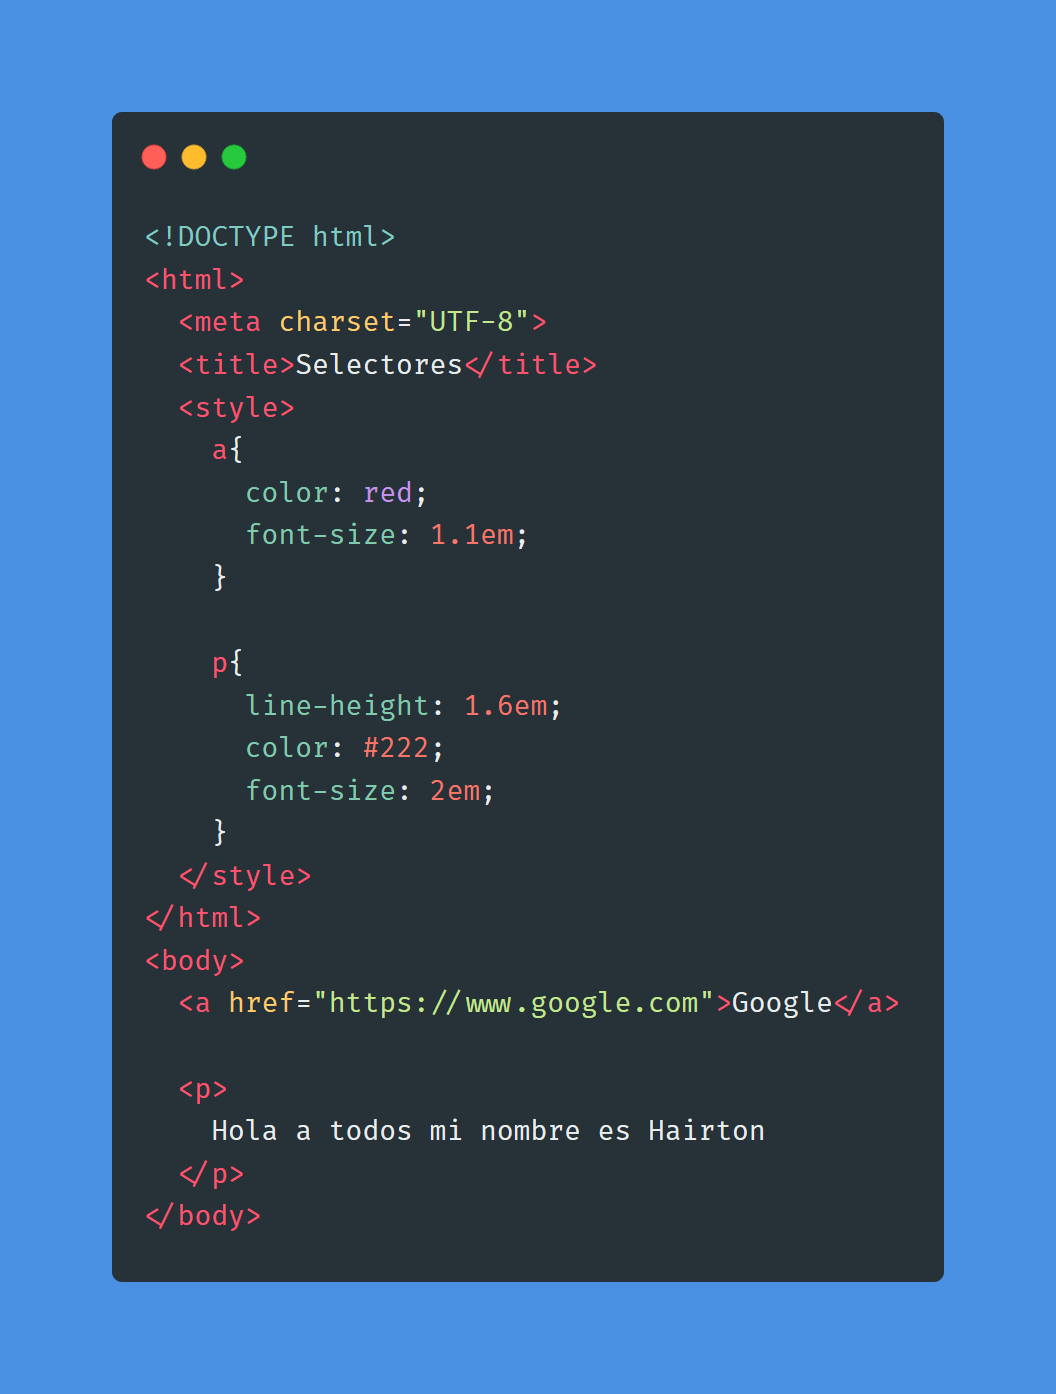 <!DOCTYPE html>
<html>
  <meta charset="UTF-8">
  <title>Selectores</title>
  <style>
    a{
      color: red;
      font-size: 1.1em;
    }

    p{
      line-height: 1.6em;
      color: #222;
      font-size: 2em;
    }
  </style>
</html>
<body>
  <a href="https://www.google.com">Google</a>

  <p>
    Hola a todos mi nombre es Hairton
  </p>
</body>